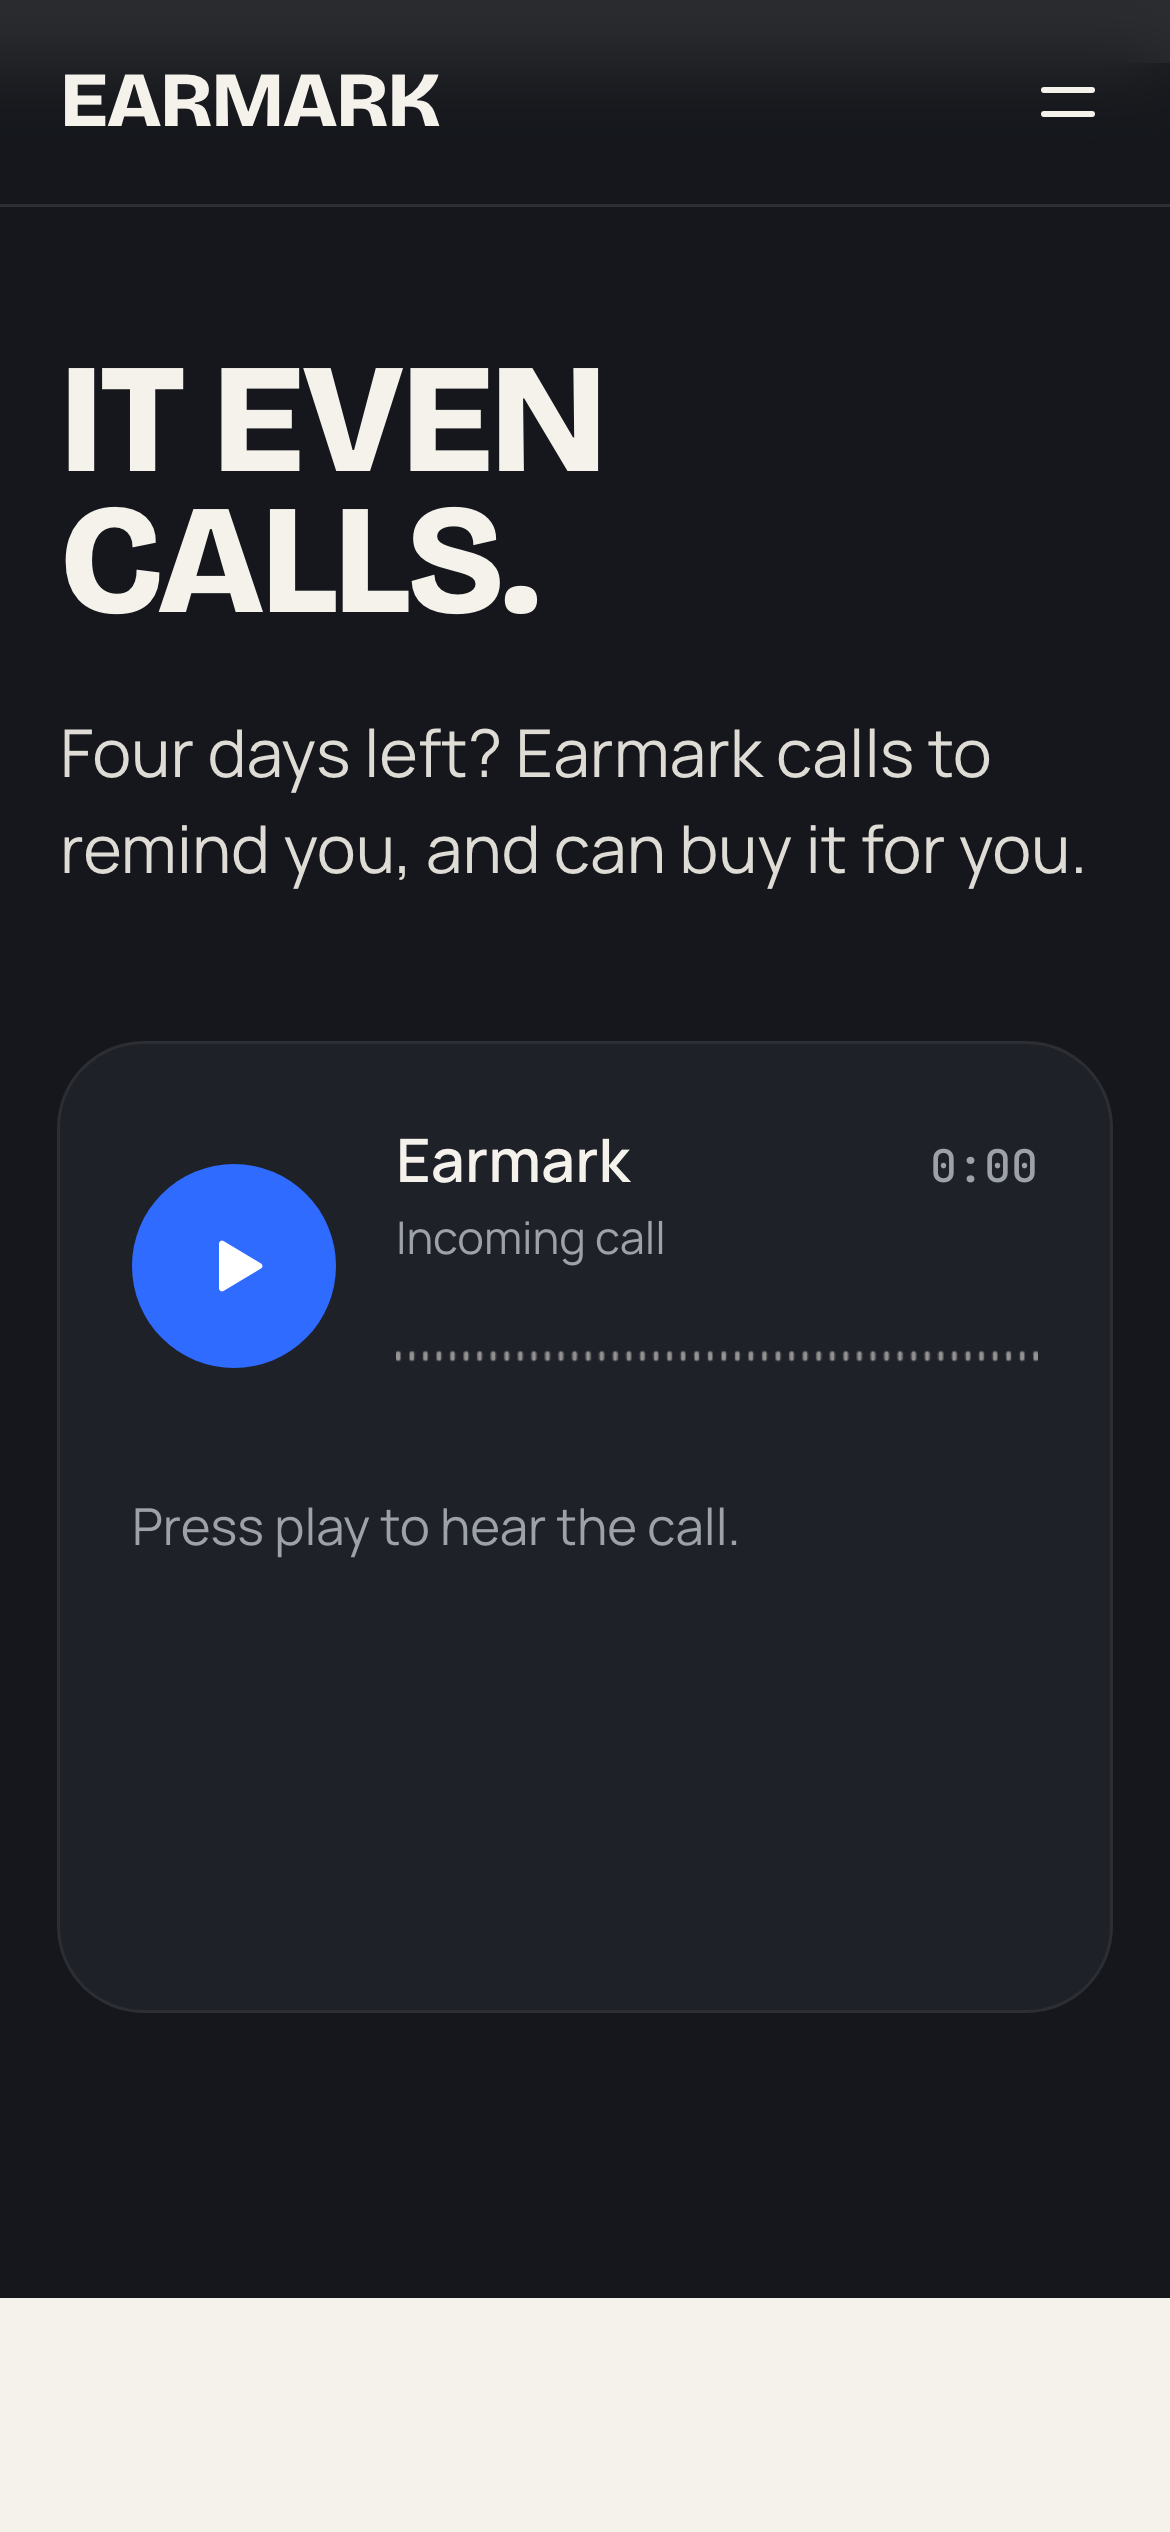 EARMARK
IT EVEN
CALLS.
Four days left? Earmark calls to
remind you, and can buy it for you.
Earmark
0:00
Incoming call
Press play to hear the call.